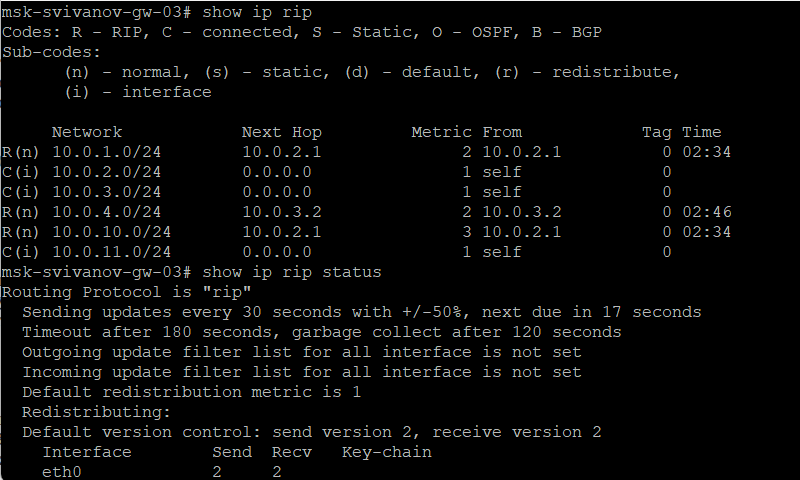 msk-svivanov-gw-03# show ip rip
Codes: R - RIP, C - connected, S - Static, O - OSPF, B - BGP
Sub-codes:
      (n) - normal, (s) - static, (d) - default, (r) - redistribute,
      (i) - interface

     Network            Next Hop         Metric From            Tag Time
R(n) 10.0.1.0/24        10.0.2.1              2 10.0.2.1          0 02:34
C(i) 10.0.2.0/24        0.0.0.0               1 self              0
C(i) 10.0.3.0/24        0.0.0.0               1 self              0
R(n) 10.0.4.0/24        10.0.3.2              2 10.0.3.2          0 02:46
R(n) 10.0.10.0/24       10.0.2.1              3 10.0.2.1          0 02:34
C(i) 10.0.11.0/24       0.0.0.0               1 self              0
msk-svivanov-gw-03# show ip rip status
Routing Protocol is "rip"
  Sending updates every 30 seconds with +/-50%, next due in 17 seconds
  Timeout after 180 seconds, garbage collect after 120 seconds
  Outgoing update filter list for all interface is not set
  Incoming update filter list for all interface is not set
  Default redistribution metric is 1
  Redistributing:
  Default version control: send version 2, receive version 2
    Interface        Send  Recv   Key-chain
    eth0             2     2